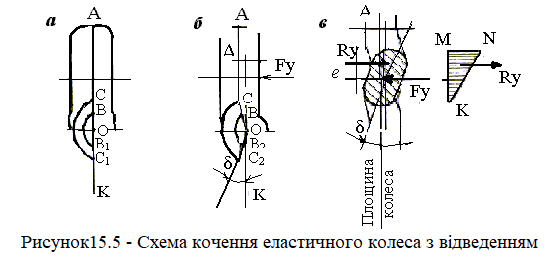 а
A
C
B
O
B1
C1
K
б
A
Δ
Fy
C
B
O
B2
C2
δ
K
в
Δ
Ry
e
Fy
δ
Площина
колеса
M
N
Ry
K
Рисунок15.5 - Схема кочення еластичного колеса з відведенням